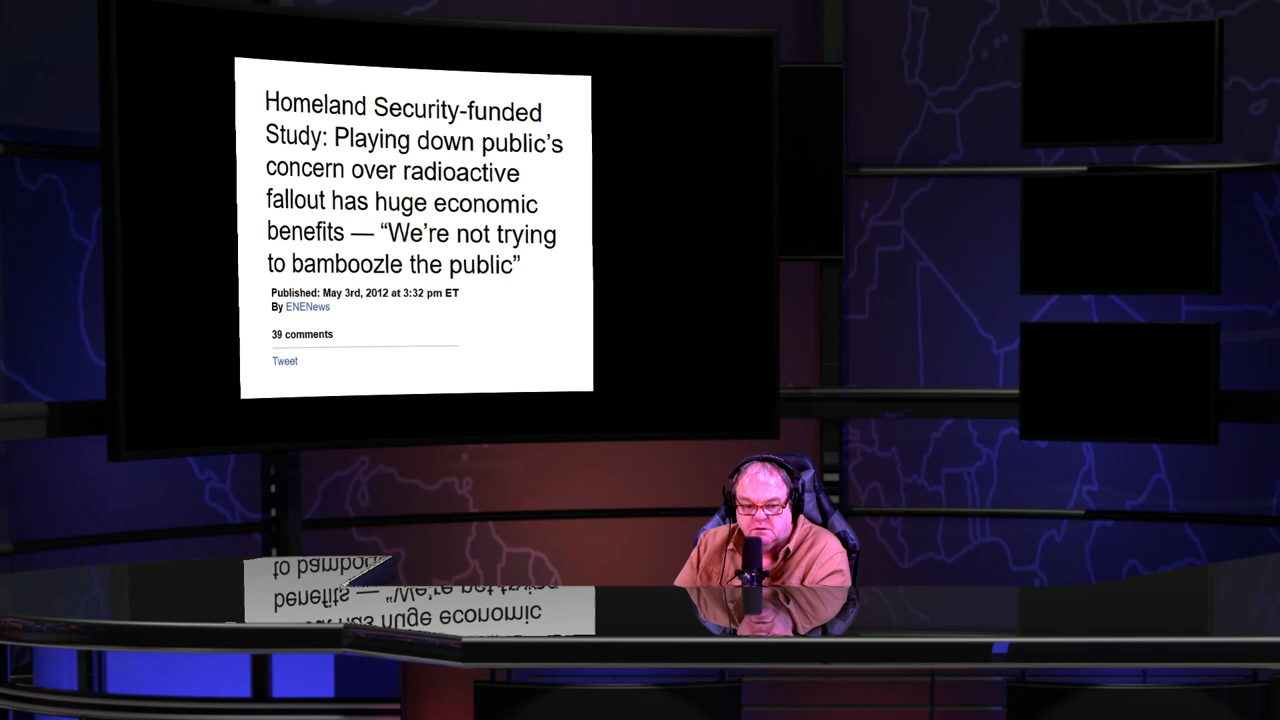 Homeland Security-funded
Study: Playing down public’s
concern over radioactive
fallout has huge economic
benefits — “We’re not trying
to bamboozle the public”
Published: May 3rd, 2012 at 3:32 pm ET
By ENENews
39 comments
Tweet